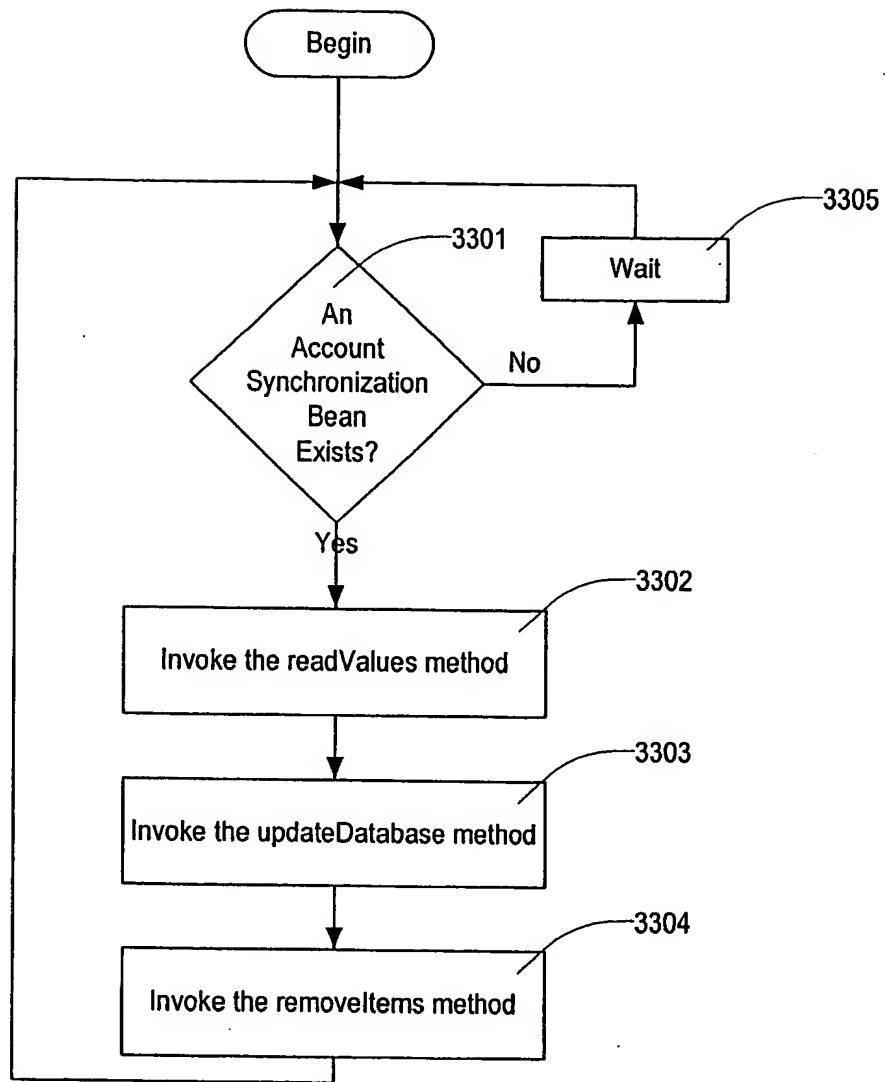 Begin
3305
Wait
3301
An
Account
Synchronization
Bean
Exists?
No
Yes
3302
Invoke the readValues method
3303
Invoke the updateDatabase method
3304
Invoke the removeItems method